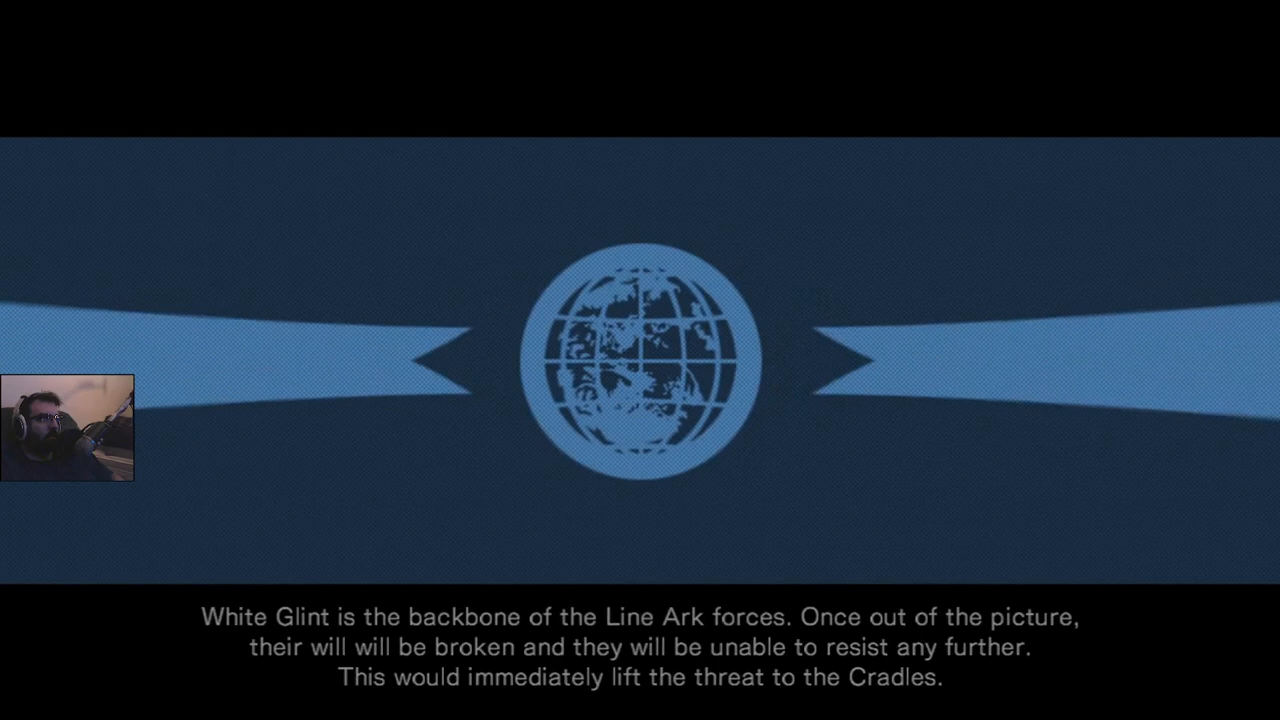 White Glint is the backbone of the Line Ark forces. Once out of the picture,
their will will be broken and they will be unable to resist any further.
This would immediately lift the threat to the Cradles.